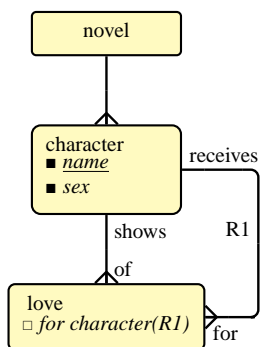 novel
character
■ name
■ sex
receives
R1
shows
of
love
□ for character(R1)
for